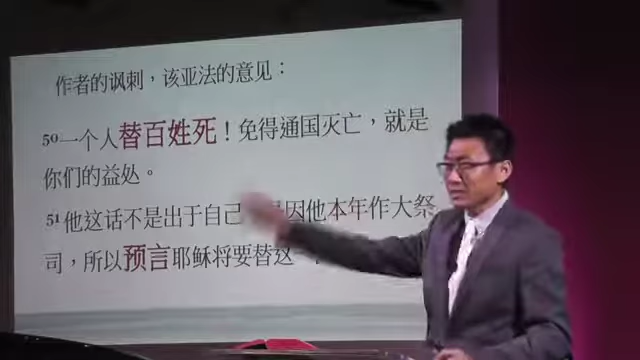 作者的讽刺，该亚法的意见：
50一个人替百姓死！免得通国灭亡，就是
你们的益处。
51他这话不是出于自己 因他本年作大祭
司，所以预言耶稣将要替这一